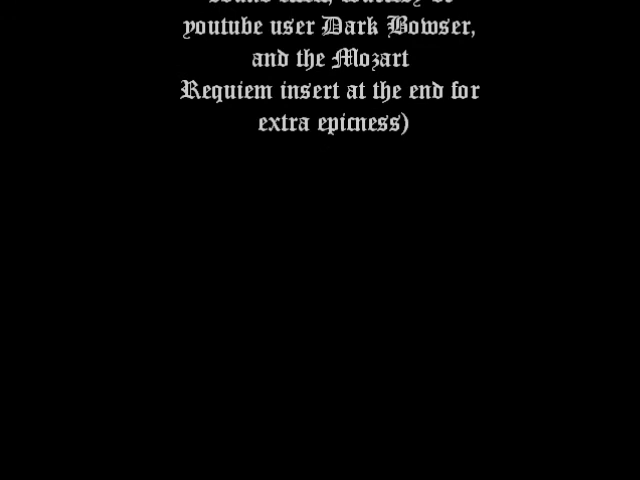 youtube user Dark Bowser,
and the Mozart
Requiem insert at the end for
extra epicness)